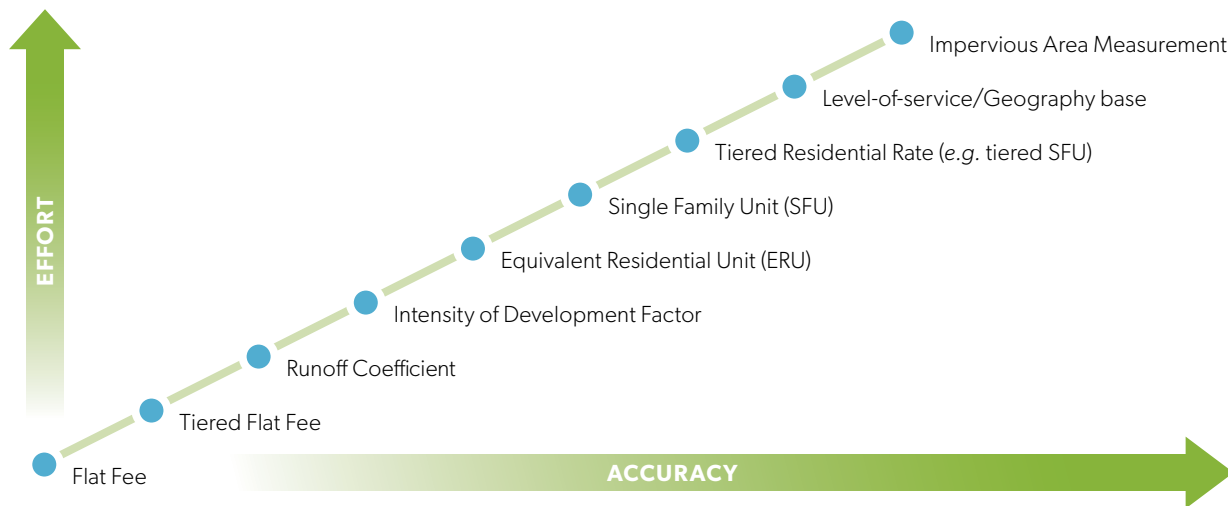 Impervious Area Measurement
Level-of-service/Geography base
Tiered Residential Rate (e.g. tiered SFU)
Single Family Unit (SFU)
EFFORT
Equivalent Residential Unit (ERU)
Intensity of Development Factor
Runoff Coefficient
Tiered Flat Fee
Flat Fee
ACCURACY